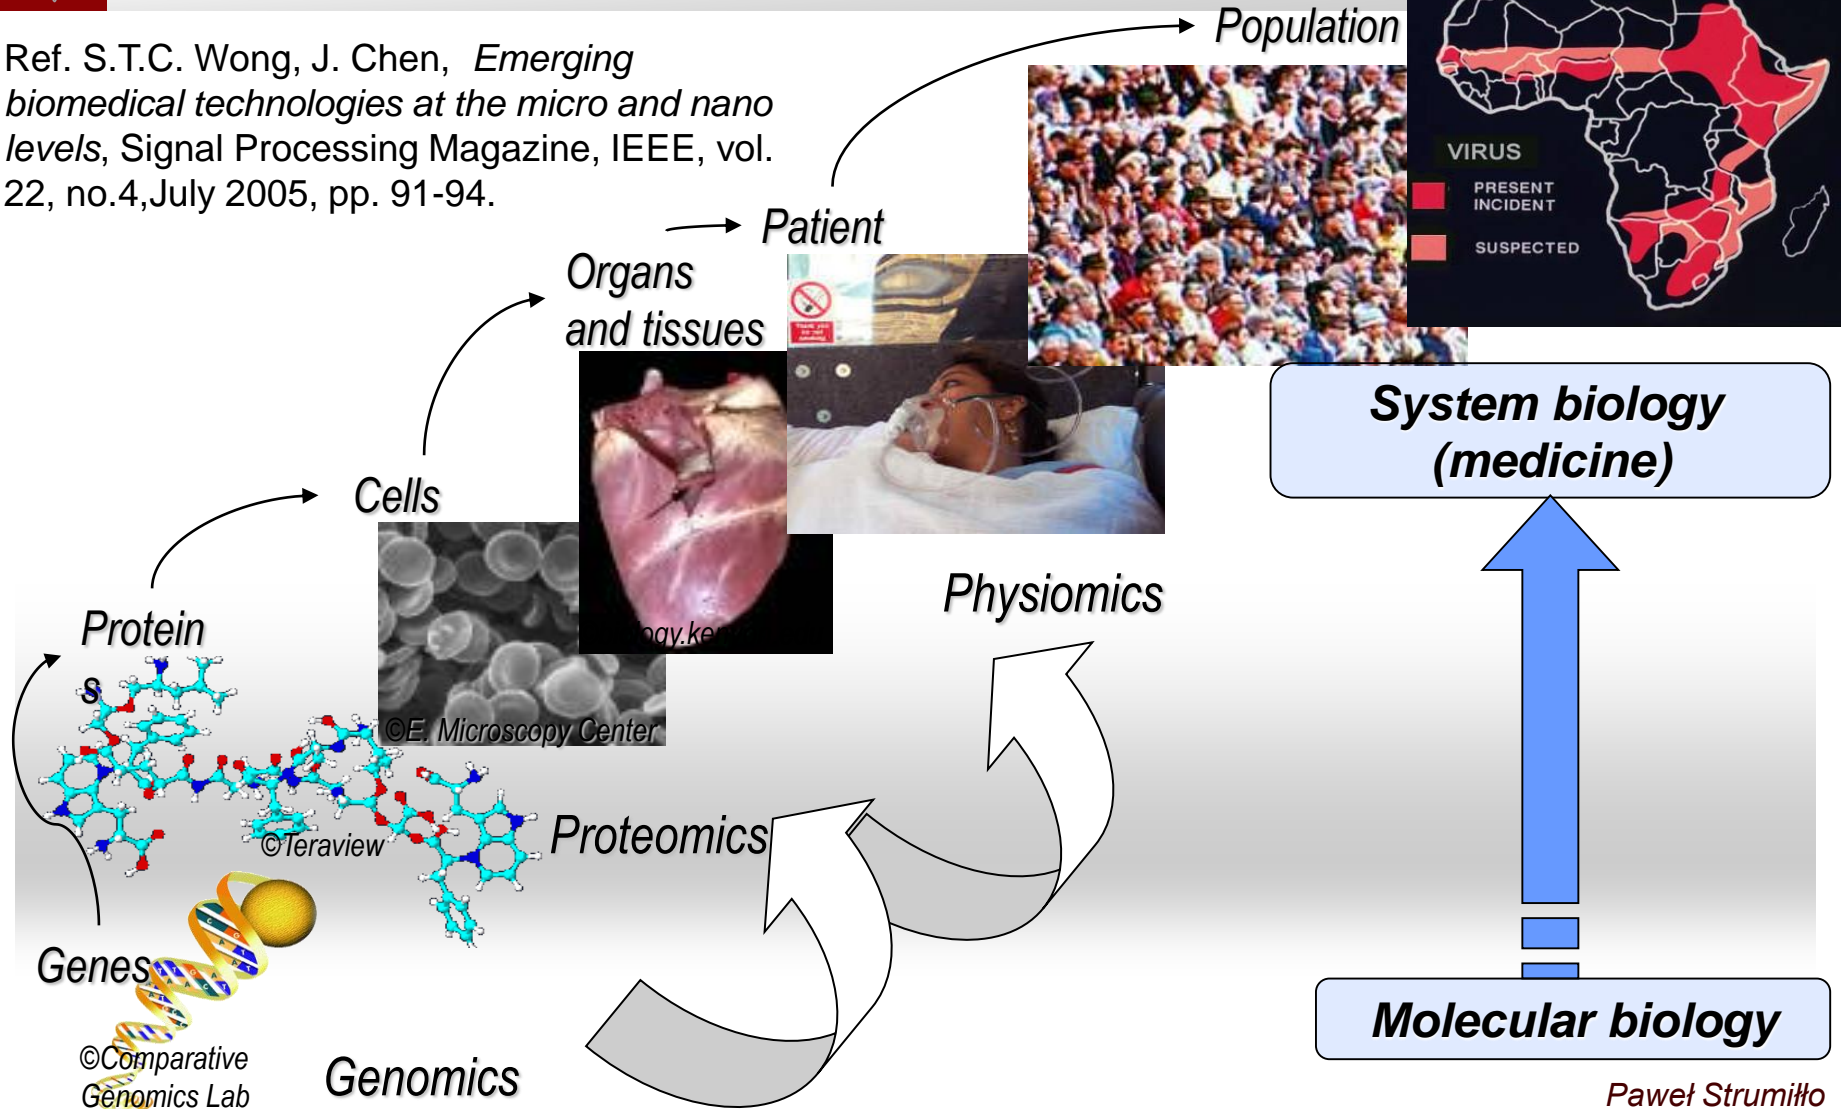 Ref. S.T.C. Wong, J. Chen, Emerging
biomedical technologies at the micro and nano
levels, Signal Processing Magazine, IEEE, vol.
22, no.4,July 2005, pp. 91-94.
Population
VIRUS
PRESENT
INCIDENT
SUSPECTED
Patient
Organs
and tissues
System biology
(medicine)
Cells
Physiomics
Protein
s
©E. Microscopy Center
Proteomics
©Teraview
Genes
Molecular biology
©Comparative
Genomics Lab
Genomics
Paweł Strumiłło